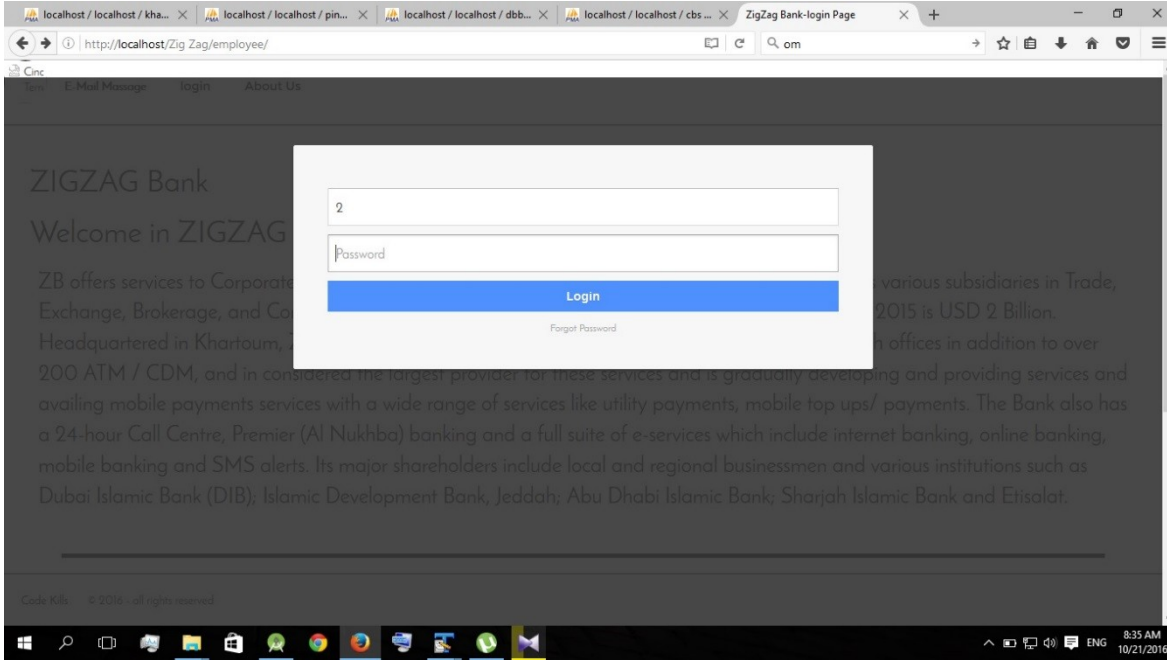 localhost / localhost / kha...
localhost / localhost / pin...
localhost / localhost / dbb...
localhost / localhost / cbs ...
ZigZag Bank-login Page
http://localhost/Zig Zag/employee/
om
Cinc
E-Mail Massage
login
About Us
ZIGZAG Bank
Welcome in ZIGZAG
2
Password
Login
Forgot Password
ZB offers services to Corporate various subsidiaries in Trade,
Exchange, Brokerage, and Co 2015 is USD 2 Billion.
Headquartered in Khartoum, offices in addition to over
200 ATM / CDM, and in considered the largest provider for these services and is gradually developing and providing services and
availing mobile payments services with a wide range of services like utility payments, mobile top ups/ payments. The Bank also has
a 24-hour Call Centre, Premier (Al Nukhba) banking and a full suite of e-services which include internet banking, online banking,
mobile banking and SMS alerts. Its major shareholders include local and regional businessmen and various institutions such as
Dubai Islamic Bank (DIB); Islamic Development Bank, Jeddah; Abu Dhabi Islamic Bank; Sharjah Islamic Bank and Etisalat.
Code Kills © 2016 - all rights reserved
ENG
8:35 AM
10/21/2016